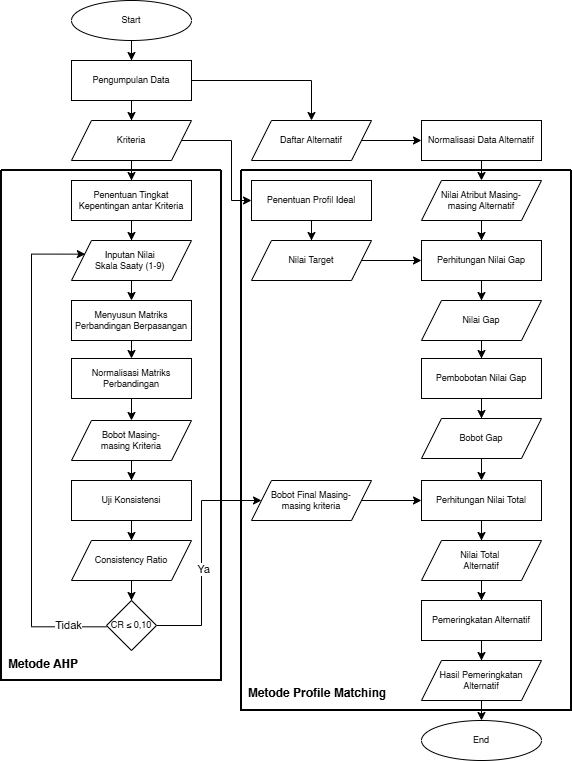 Start
Pengumpulan Data
Kriteria
Daftar Alternatif
Normalisasi Data Alternatif
Penentuan Tingkat
Kepentingan antar Kriteria
Inputan Nilai
Skala Saaty (1-9)
Menyusun Matriks
Perbandingan Berpasangan
Normalisasi Matriks
Perbandingan
Bobot Masing-
masing Kriteria
Uji Konsistensi
Consistency Ratio
CR ≤ 0,10
Tidak
Ya
Metode AHP
Penentuan Profil Ideal
Nilai Target
Bobot Final Masing-
masing kriteria
Nilai Atribut Masing-
masing Alternatif
Perhitungan Nilai Gap
Nilai Gap
Pembobotan Nilai Gap
Bobot Gap
Perhitungan Nilai Total
Nilai Total
Alternatif
Pemeringkatan Alternatif
Hasil Pemeringkatan
Alternatif
Metode Profile Matching
End